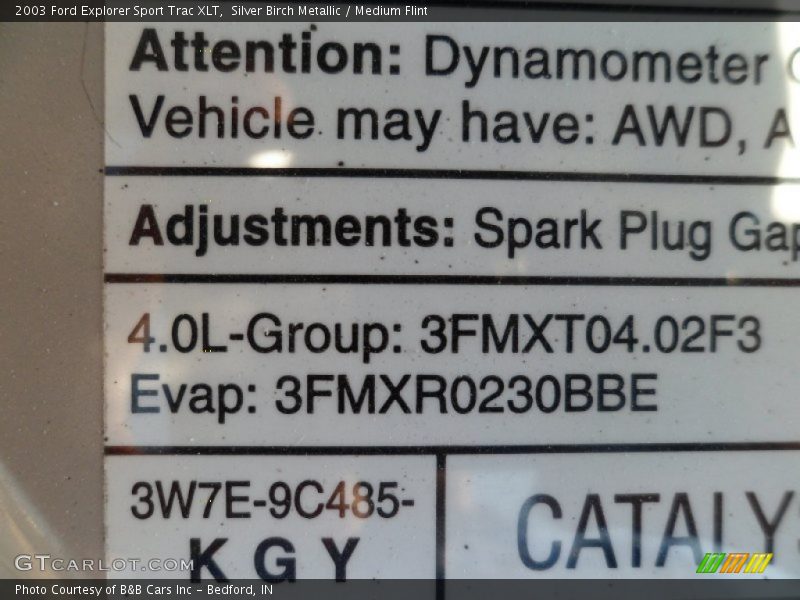 2003 Ford Explorer Sport Trac XLT, Silver Birch Metallic / Medium Flint
Attention: Dynamometer
Vehicle may have: AWD, A
Adjustments: Spark Plug Gap
4.0L-Group: 3FMXT04.02F3
Evap: 3FMXR0230BBE
3W7E-9C485-
KGY
CATALY
GTCARLOT.COM
Photo Courtesy of B&B Cars Inc - Bedford, IN